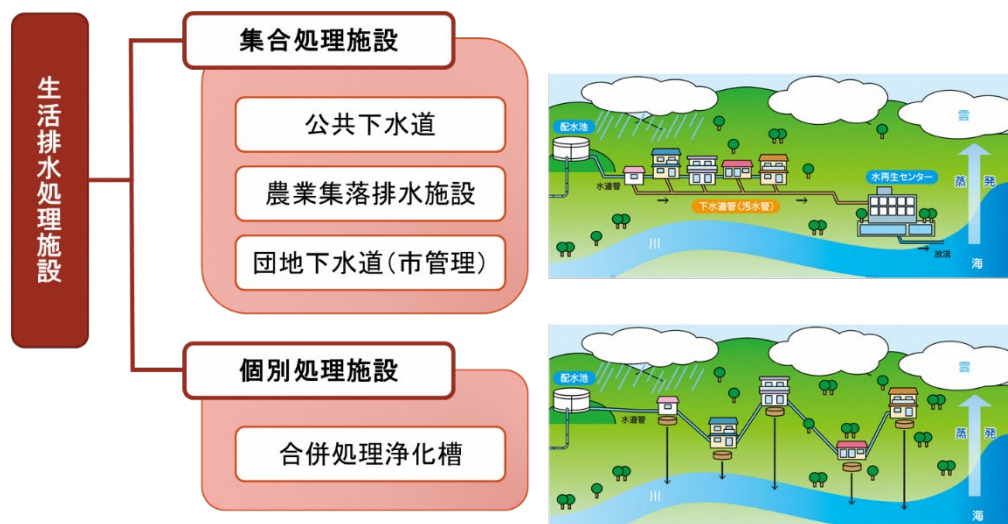 生活排水処理施設
集合処理施設
公共下水道
農業集落排水施設
団地下水道(市管理)
配水池
水道管
下水道管(汚水管)
水再生センター
川
放流
雲
蒸発
海
個別処理施設
合併処理浄化槽
配水池
水道管
川
雲
蒸発
海